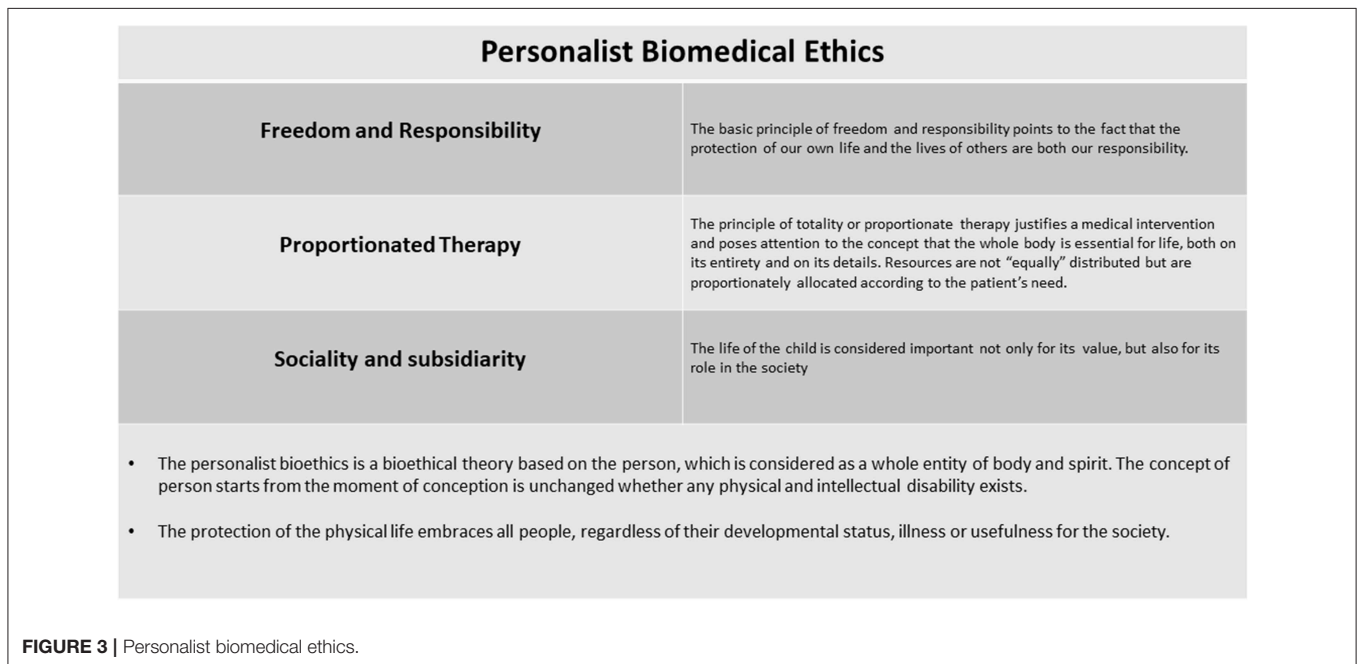 Personalist Biomedical Ethics
Freedom and Responsibility
The basic principle of freedom and responsibility points to the fact that the
protection of our own life and the lives of others are both our responsibility.
Proportionated Therapy
The principle of totality or proportionate therapy justifies a medical intervention
and poses attention to the concept that the whole body is essential for life, both on
its entirety and on its details. Resources are not “equally” distributed but are
proportionately allocated according to the patient’s need.
Sociality and subsidiarity
The life of the child is considered important not only for its value, but also for its
role in the society
• The personalist bioethics is a bioethical theory based on the person, which is considered as a whole entity of body and spirit. The concept of
person starts from the moment of conception is unchanged whether any physical and intellectual disability exists.
• The protection of the physical life embraces all people, regardless of their developmental status, illness or usefulness for the society.
FIGURE 3 | Personalist biomedical ethics.